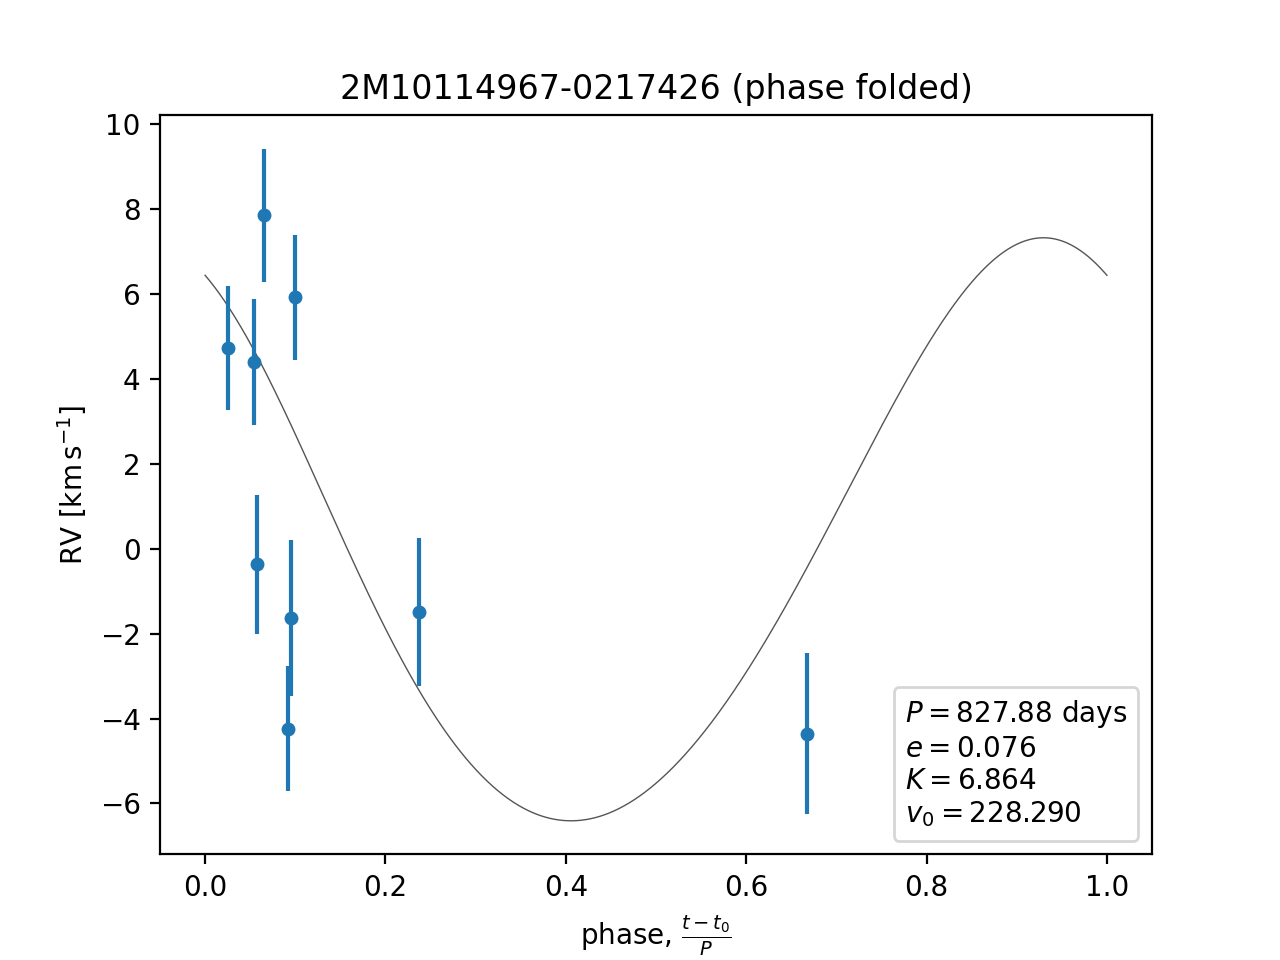 2M10114967-0217426 (phase folded)
10
8
6
4
2
0
−2
−4
−6
RV [km s⁻¹]
P = 827.88 days
e = 0.076
K = 6.864
v₀ = 228.290
0.0 0.2 0.4 0.6 0.8 1.0
phase, (t − t₀)/P